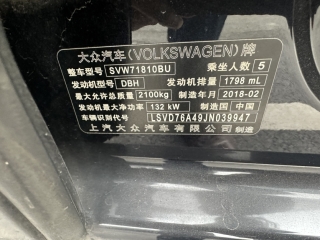 大众汽车(VOLKSWAGEN)牌
整车型号 SVW71810BU 乘坐人数 5
发动机型号 DBH 发动机排量 1798 mL
最大允许总质量 2100kg 制造年月 2018-02
发动机最大净功率 132 kW 制造国 中国
车辆识别代号 LSVD76A49JN039947
上汽大众汽车有限公司 制造